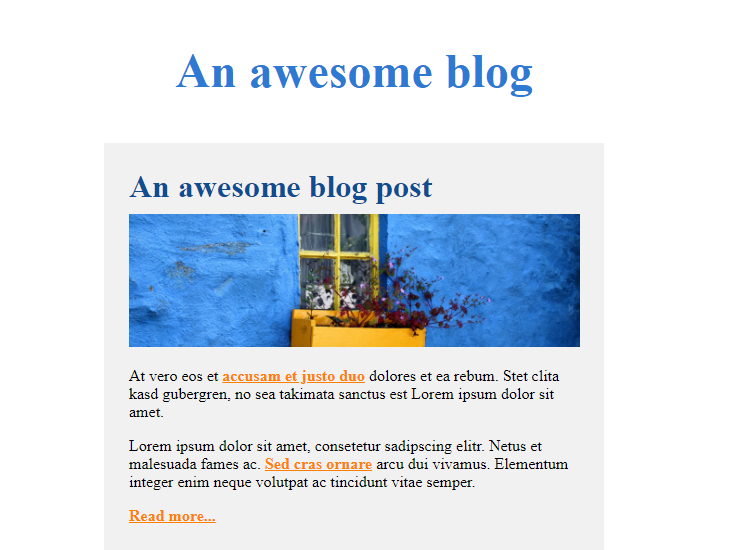 An awesome blog
An awesome blog post
At vero eos et accusam et justo duo dolores et ea rebum. Stet clita
kasd gubergren, no sea takimata sanctus est Lorem ipsum dolor sit
amet.
Lorem ipsum dolor sit amet, consetetur sadipscing elitr. Netus et
malesuada fames ac. Sed cras ornare arcu dui vivamus. Elementum
integer enim neque volutpat ac tincidunt vitae semper.
Read more...